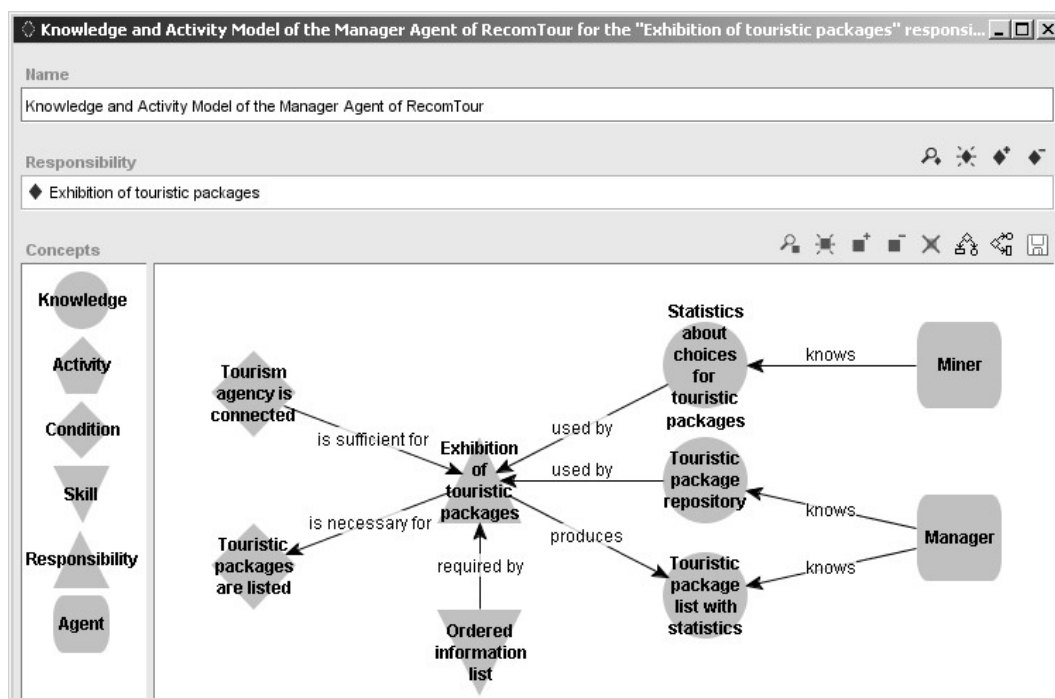 Knowledge and Activity Model of the Manager Agent of RecomTour for the "Exhibition of touristic packages" responsi...
Name
Knowledge and Activity Model of the Manager Agent of RecomTour
Responsibility
Exhibition of touristic packages
Concepts
Knowledge
Activity
Condition
Skill
Responsibility
Agent
Tourism
agency is
connected
is sufficient for
Exhibition
of
touristic
packages
is necessary for
Touristic
packages
are listed
required by
Ordered
information
list
Statistics
about
choices
for
touristic
packages
used by
knows
Miner
Touristic
package
repository
used by
knows
Manager
produces
Touristic
package
list with
statistics
knows